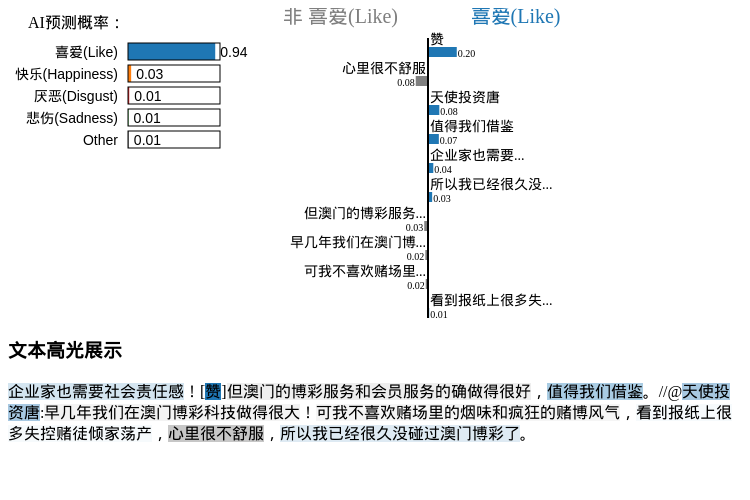 AI预测概率：
喜爱(Like) 0.94
快乐(Happiness) 0.03
厌恶(Disgust) 0.01
悲伤(Sadness) 0.01
Other 0.01
非 喜爱(Like) 喜爱(Like)
赞
0.20
心里很不舒服
0.08
天使投资唐
0.08
值得我们借鉴
0.07
企业家也需要...
0.04
所以我已经很久没...
0.03
但澳门的博彩服务...
0.03
早几年我们在澳门博...
0.02
可我不喜欢赌场里...
0.02
看到报纸上很多失...
0.01
文本高光展示
企业家也需要社会责任感！[赞]但澳门的博彩服务和会员服务的确做得很好，值得我们借鉴。//@天使投
资唐:早几年我们在澳门博彩科技做得很大！可我不喜欢赌场里的烟味和疯狂的赌博风气，看到报纸上很
多失控赌徒倾家荡产，心里很不舒服，所以我已经很久没碰过澳门博彩了。